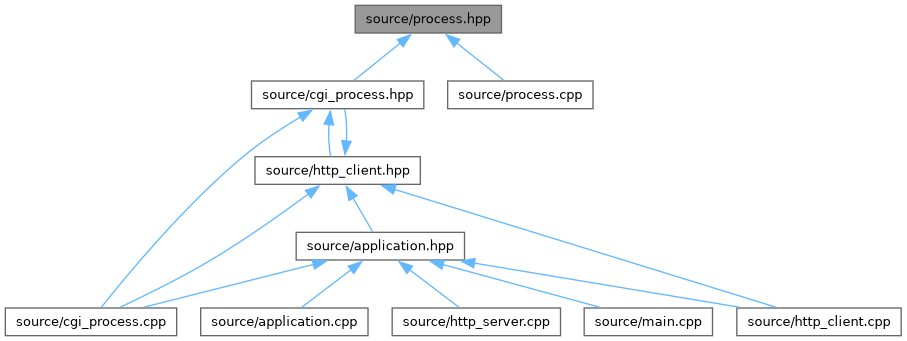 source/process.hpp
source/cgi_process.hpp
source/process.cpp
source/http_client.hpp
source/application.hpp
source/cgi_process.cpp
source/application.cpp
source/http_server.cpp
source/main.cpp
source/http_client.cpp